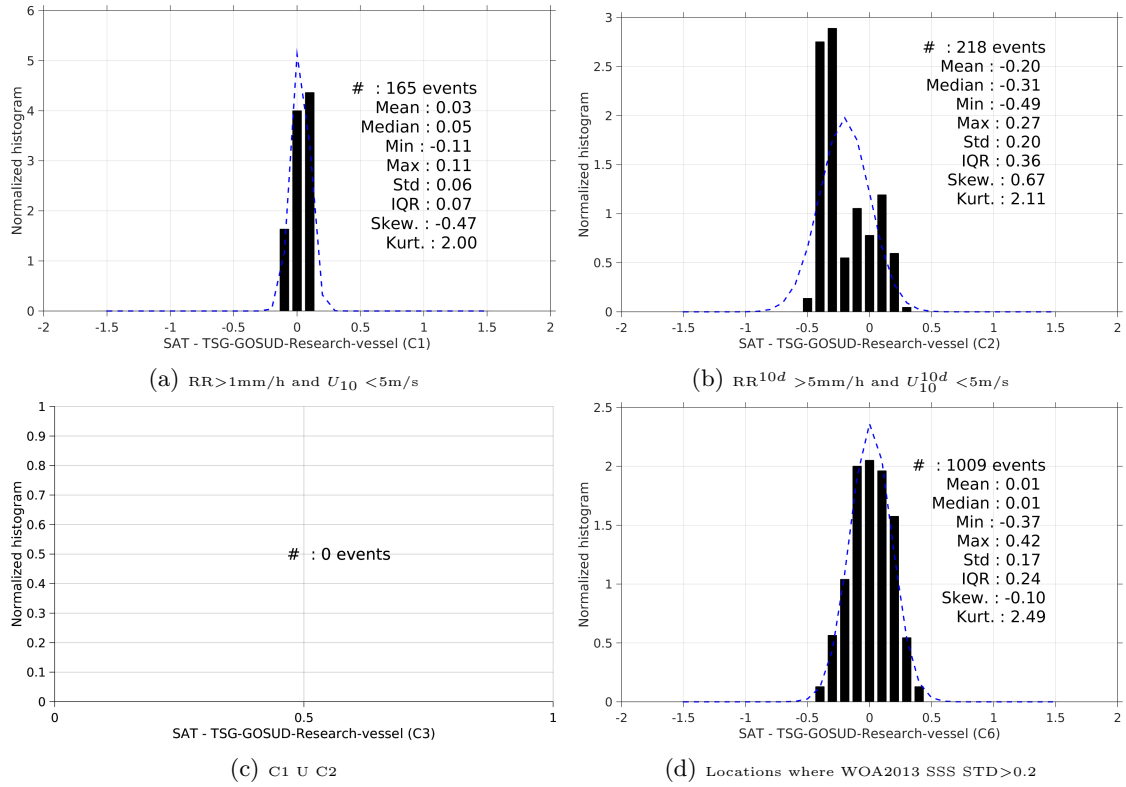 6
5
4
3
2
1
0
Normalized histogram
# : 165 events
Mean : 0.03
Median : 0.05
Min : -0.11
Max : 0.11
Std : 0.06
IQR : 0.07
Skew. : -0.47
Kurt. : 2.00
-2 -1.5 -1 -0.5 0 0.5 1 1.5 2
SAT - TSG-GOSUD-Research-vessel (C1)
(a) RR>1mm/h and U10 <5m/s
3
2.5
2
1.5
1
0.5
0
Normalized histogram
# : 218 events
Mean : -0.20
Median : -0.31
Min : -0.49
Max : 0.27
Std : 0.20
IQR : 0.36
Skew. : 0.67
Kurt. : 2.11
-2 -1.5 -1 -0.5 0 0.5 1 1.5 2
SAT - TSG-GOSUD-Research-vessel (C2)
(b) RR^10d >5mm/h and U_10^10d <5m/s
1
0.9
0.8
0.7
0.6
0.5
0.4
0.3
0.2
0.1
0
Normalized histogram
# : 0 events
0 0.5 1
SAT - TSG-GOSUD-Research-vessel (C3)
(c) C1 U C2
2.5
2
1.5
1
0.5
0
Normalized histogram
# : 1009 events
Mean : 0.01
Median : 0.01
Min : -0.37
Max : 0.42
Std : 0.17
IQR : 0.24
Skew. : -0.10
Kurt. : 2.49
-2 -1.5 -1 -0.5 0 0.5 1 1.5 2
SAT - TSG-GOSUD-Research-vessel (C6)
(d) Locations where WOA2013 SSS STD>0.2